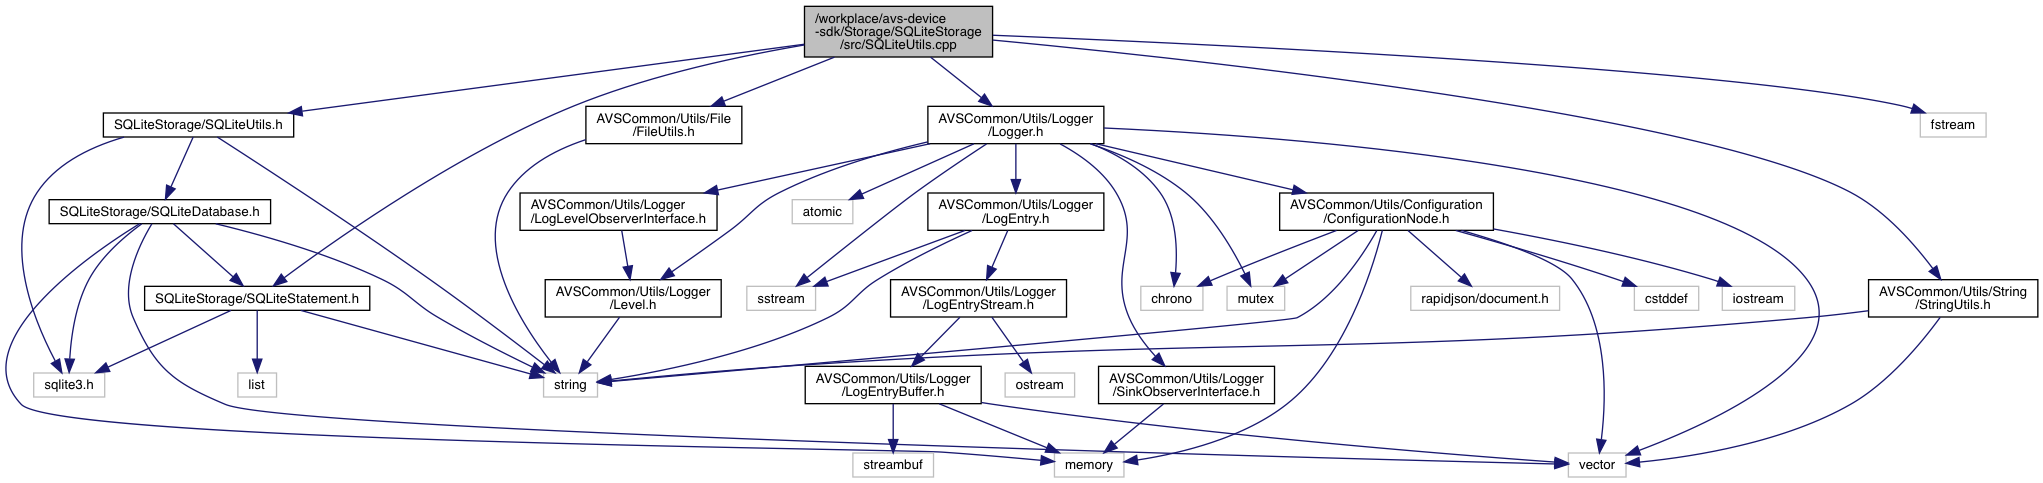 /workplace/avs-device
-sdk/Storage/SQLiteStorage
/src/SQLiteUtils.cpp
SQLiteStorage/SQLiteUtils.h
AVSCommon/Utils/File
/FileUtils.h
AVSCommon/Utils/Logger
/Logger.h
fstream
SQLiteStorage/SQLiteDatabase.h
AVSCommon/Utils/Logger
/LogLevelObserverInterface.h
atomic
AVSCommon/Utils/Logger
/LogEntry.h
AVSCommon/Utils/Configuration
/ConfigurationNode.h
SQLiteStorage/SQLiteStatement.h
AVSCommon/Utils/Logger
/Level.h
sstream
AVSCommon/Utils/Logger
/LogEntryStream.h
chrono
mutex
rapidjson/document.h
cstddef
iostream
AVSCommon/Utils/String
/StringUtils.h
sqlite3.h
list
string
AVSCommon/Utils/Logger
/LogEntryBuffer.h
ostream
AVSCommon/Utils/Logger
/SinkObserverInterface.h
streambuf
memory
vector